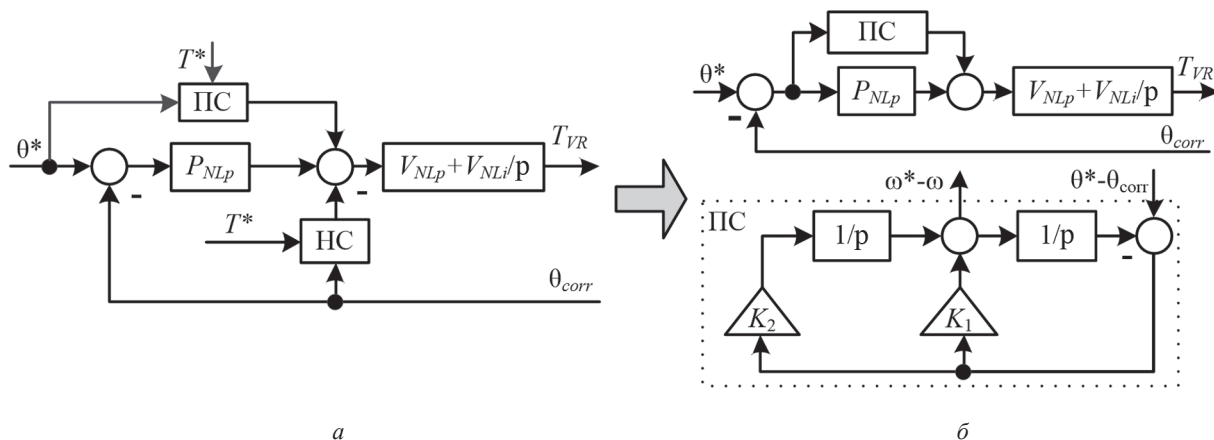 T*
ПС
θ*
P_NLp
V_NLp+V_NLi/p
T_VR
-
-
T*
НС
θ_corr
а
ПС
θ*
P_NLp
V_NLp+V_NLi/p
T_VR
-
θ_corr
ω*-ω
θ*-θ_corr
ПС
1/p
1/p
-
K_2
K_1
б